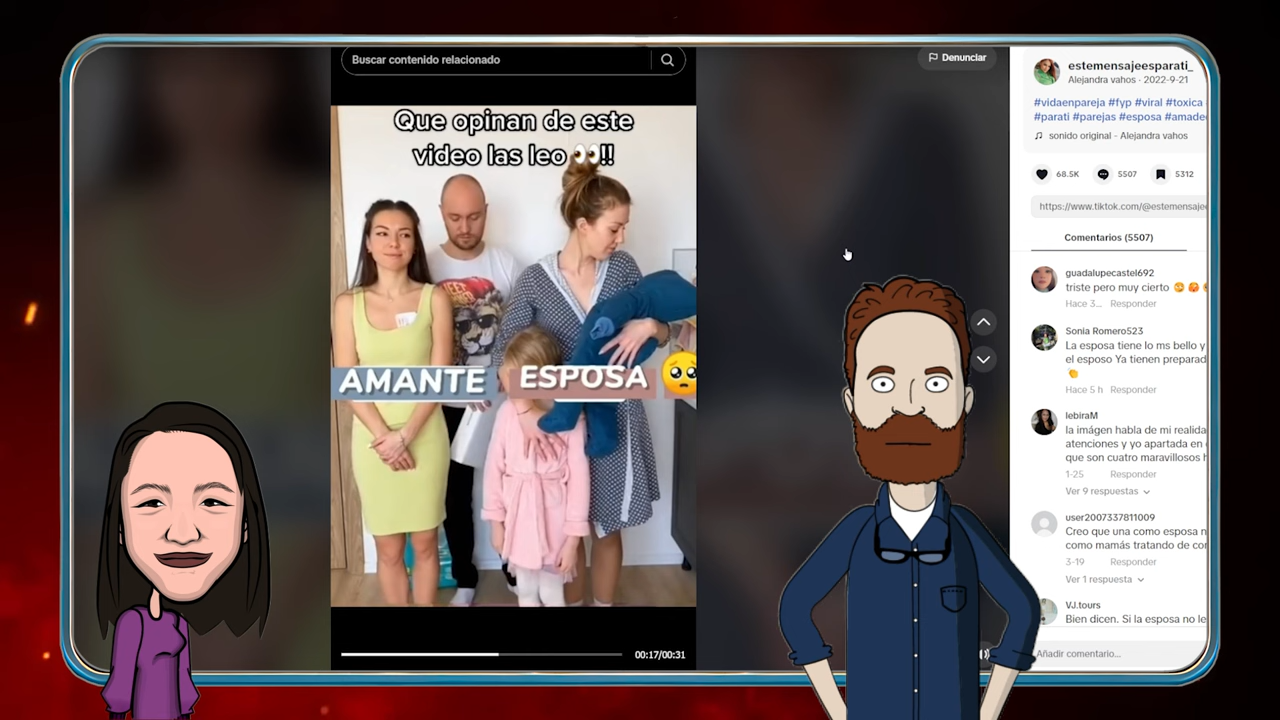 Buscar contenido relacionado
Denunciar
Que opinan de este
video las leo 👀!!
AMANTE
ESPOSA
00:17/00:31
estemensajeesparati_
Alejandra vahos · 2022-9-21
#vidaenpareja #fyp #viral #toxica
#parati #parejas #esposa #amade
sonido original - Alejandra vahos
68.5K
5507
5312
https://www.tiktok.com/@estemensaje
Comentarios (5507)
guadalupecastel692
triste pero muy cierto
Hace 3... Responder
Sonia Romero523
La esposa tiene lo ms bello y
el esposo Ya tienen preparad
Hace 5 h Responder
lebiraM
la imágen habla de mi realida
atenciones y yo apartada en
que son cuatro maravillosos
1-25 Responder
Ver 9 respuestas
user2007337811009
Creo que una como esposa n
como mamás tratando de co
3-19 Responder
Ver 1 respuesta
VJ.tours
Bien dicen. Si la esposa no le
Añadir comentario...